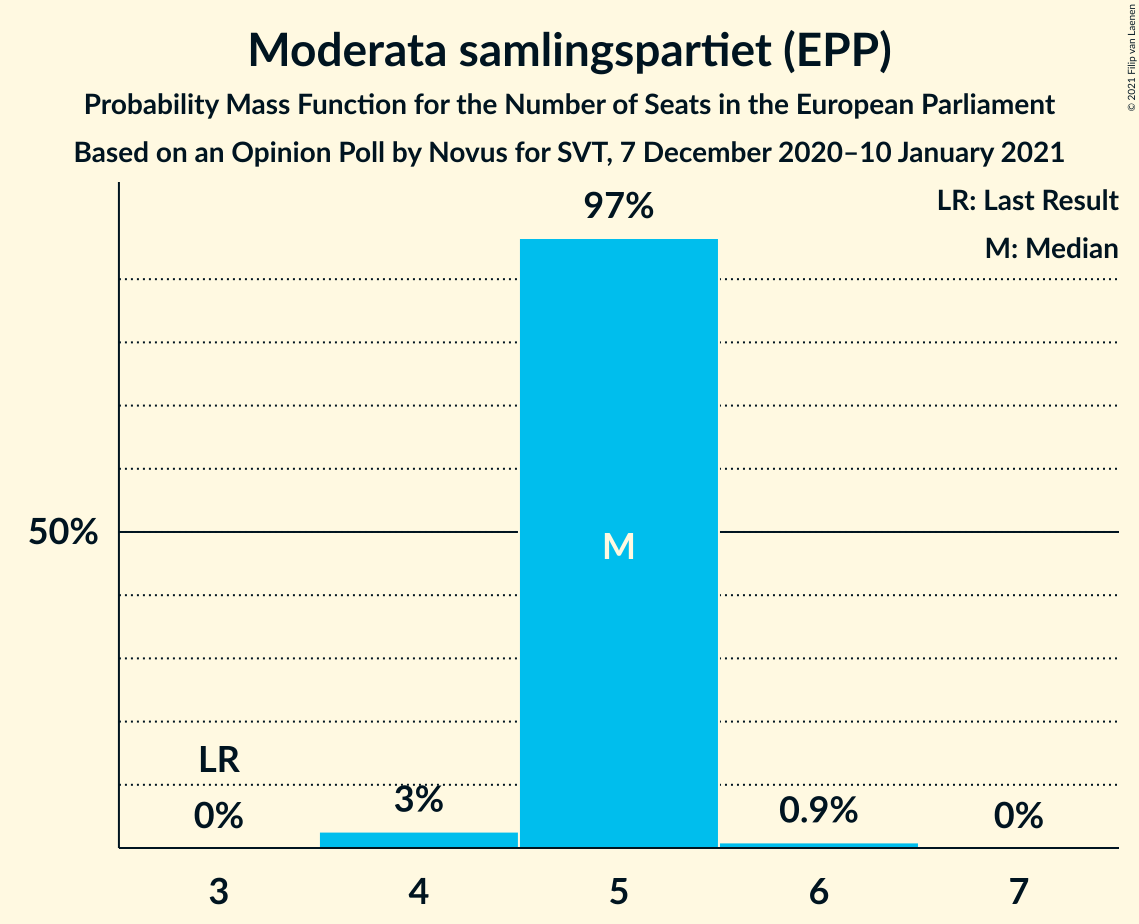 Moderata samlingspartiet (EPP)
Probability Mass Function for the Number of Seats in the European Parliament
Based on an Opinion Poll by Novus for SVT, 7 December 2020–10 January 2021
© 2021 Filip van Laenen
LR: Last Result
M: Median
97%
50%
M
LR
0%
3%
0.9%
0%
3 4 5 6 7